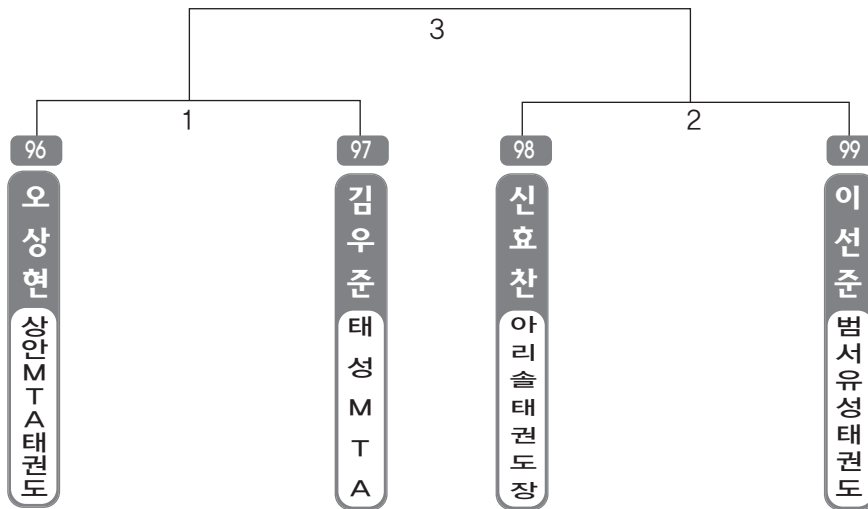 3
1
2
96
97
98
99
오상현
김우준
신효찬
이선준
상안MTA태권도
태성MTA
아리솔태권도장
범서유성태권도